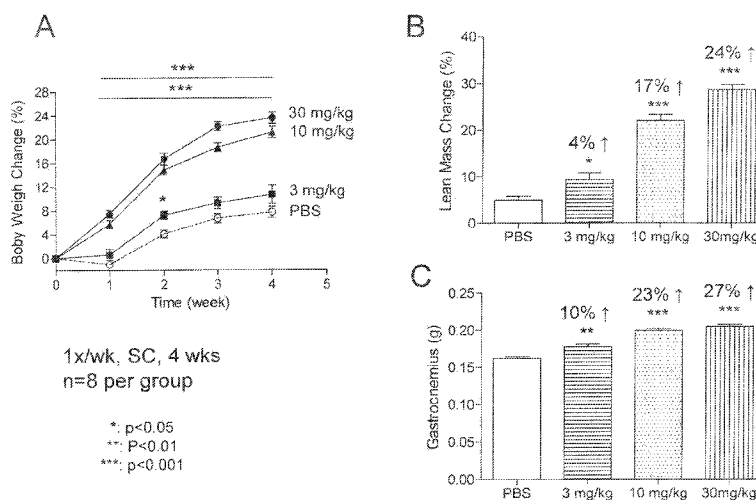 A
***
***
Boby Weigh Change (%)
28
24
20
16
12
8
4
0
*
30 mg/kg
10 mg/kg
3 mg/kg
PBS
0 1 2 3 4 5
Time (week)
1x/wk, SC, 4 wks
n=8 per group
*: p<0.05
**: P<0.01
***: p<0.001
B
Lean Mass Change (%)
40
30
20
10
0
4% ↑
*
17% ↑
***
24% ↑
***
PBS 3 mg/kg 10 mg/kg 30mg/kg
C
Gastrocnemius (g)
0.25
0.20
0.15
0.10
0.05
0.00
10% ↑
**
23% ↑
***
27% ↑
***
PBS 3 mg/kg 10 mg/kg 30mg/kg